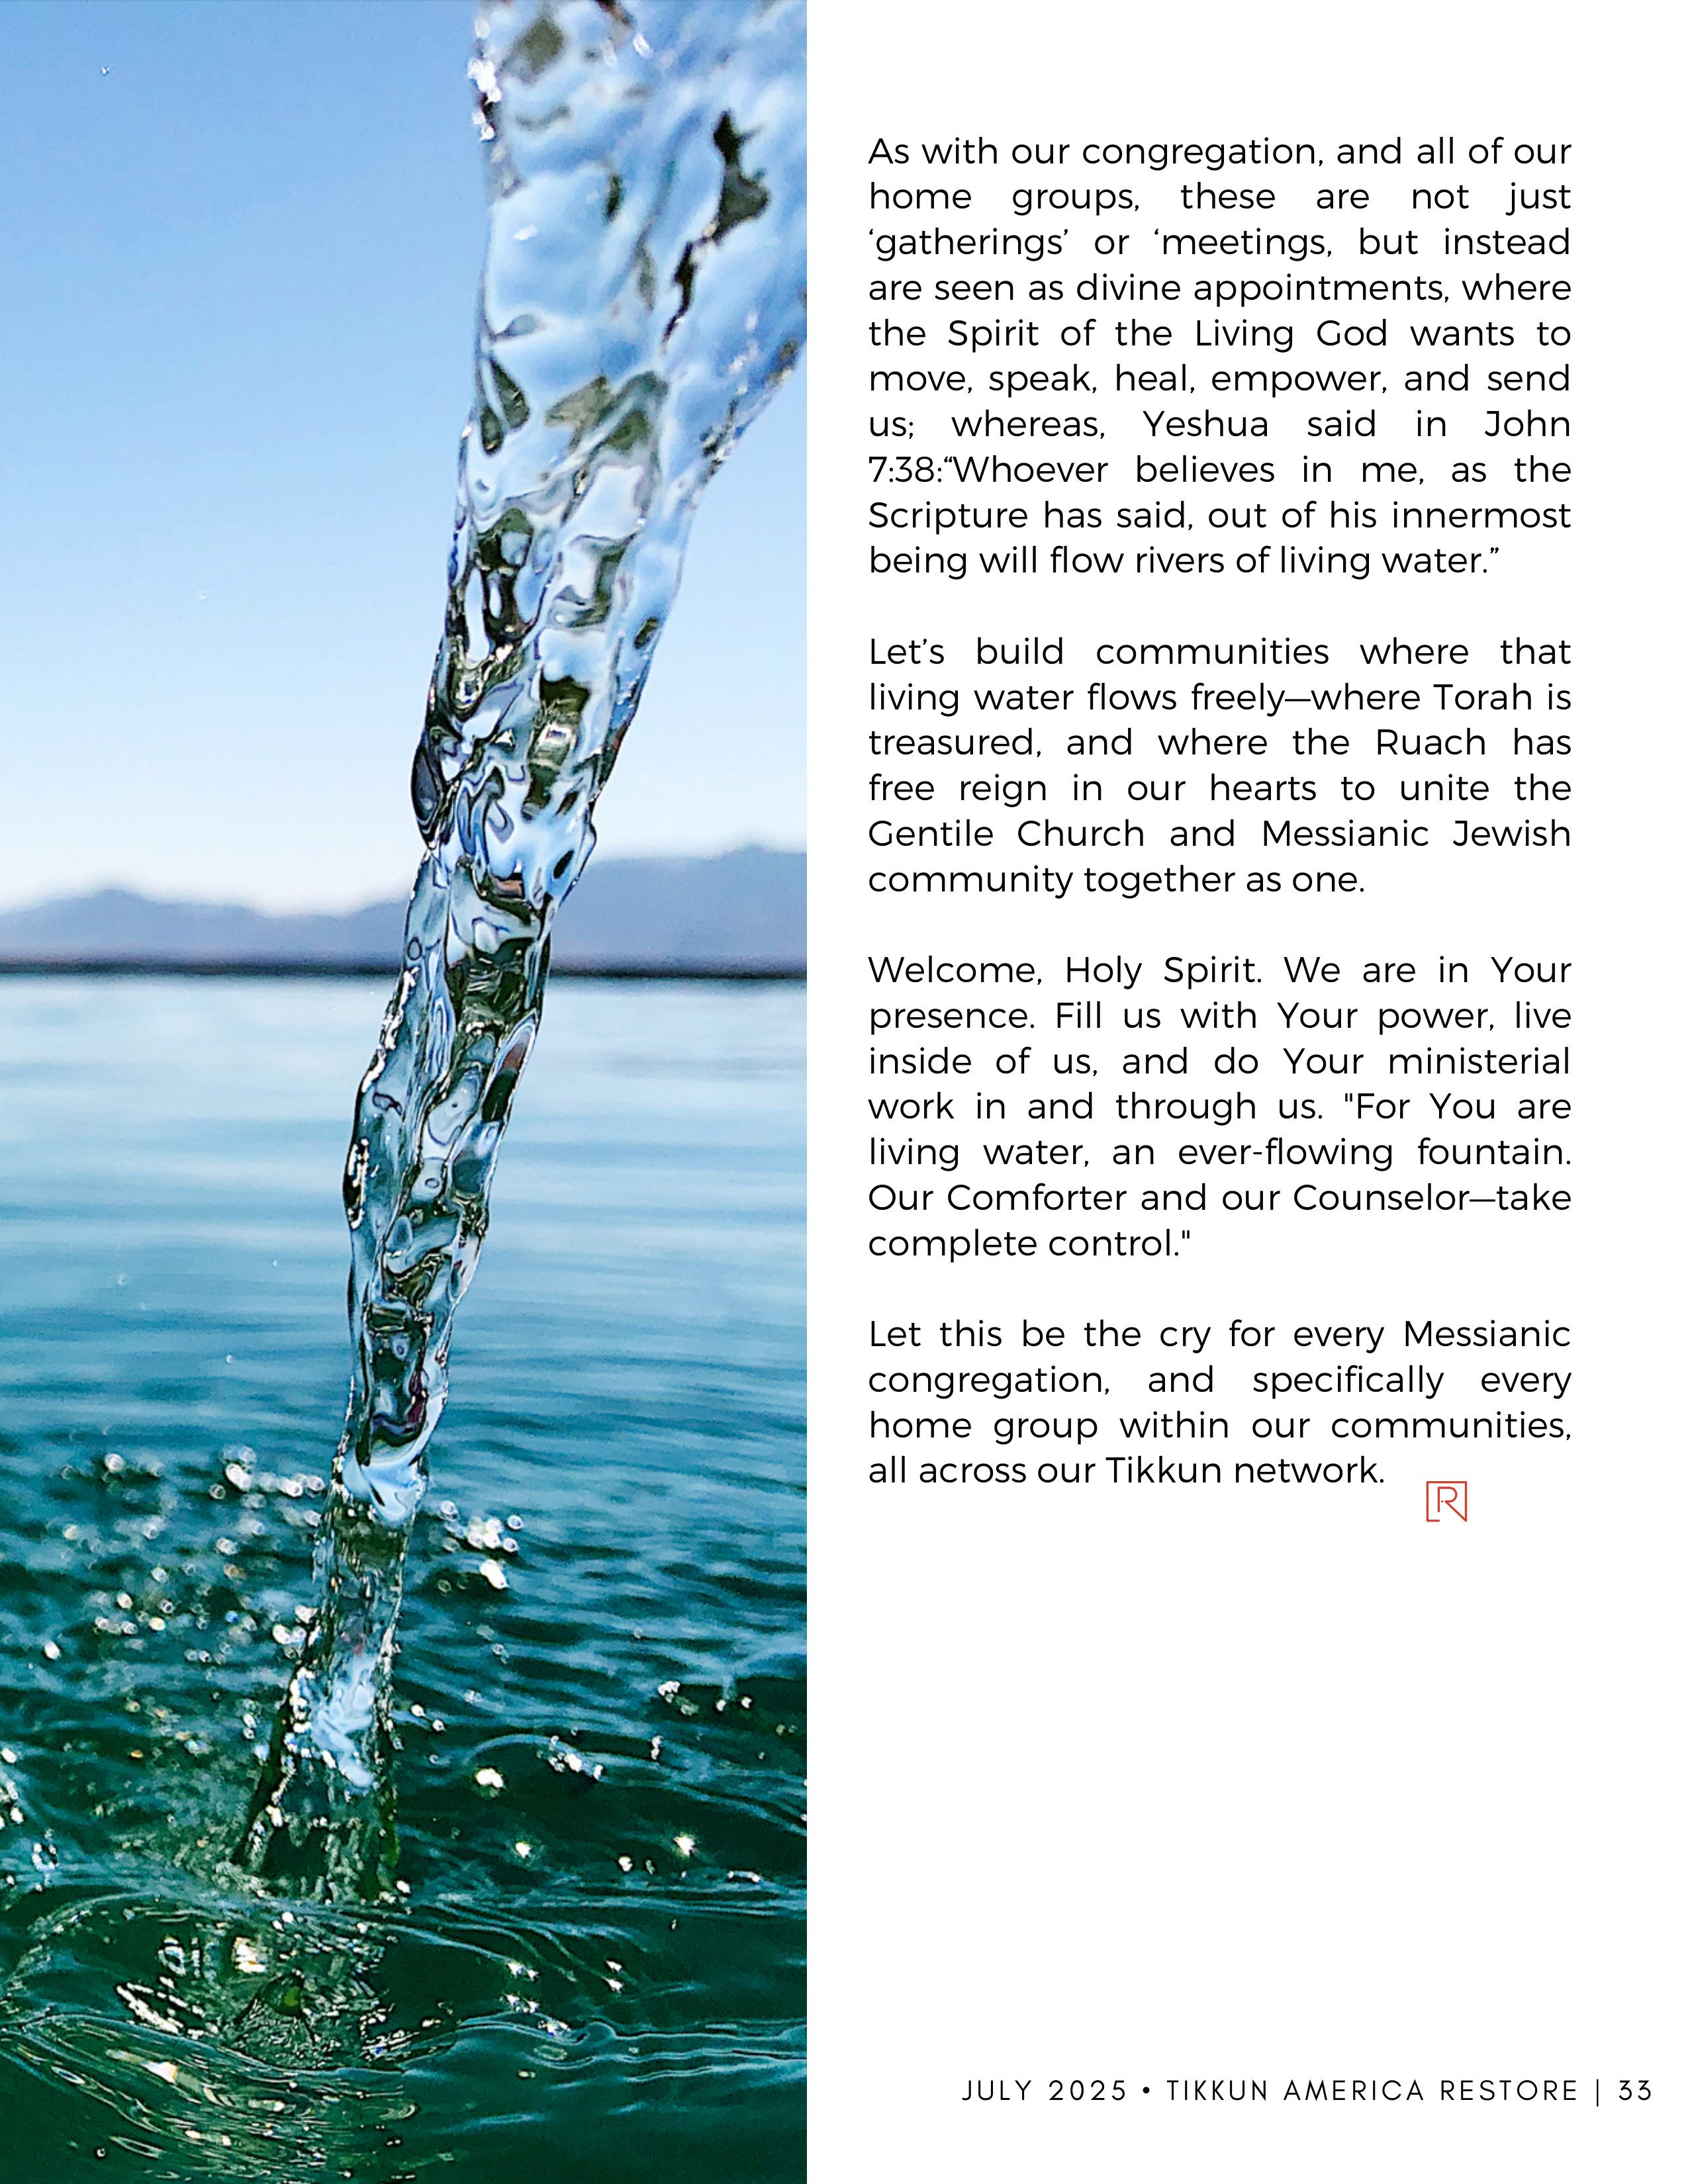 As with our congregation, and all of our
home groups, these are not just
‘gatherings’ or ‘meetings, but instead
are seen as divine appointments, where
the Spirit of the Living God wants to
move, speak, heal, empower, and send
us; whereas, Yeshua said in John
7:38:“Whoever believes in me, as the
Scripture has said, out of his innermost
being will flow rivers of living water.”
Let’s build communities where that
living water flows freely—where Torah is
treasured, and where the Ruach has
free reign in our hearts to unite the
Gentile Church and Messianic Jewish
community together as one.
Welcome, Holy Spirit. We are in Your
presence. Fill us with Your power, live
inside of us, and do Your ministerial
work in and through us. "For You are
living water, an ever-flowing fountain.
Our Comforter and our Counselor—take
complete control."
Let this be the cry for every Messianic
congregation, and specifically every
home group within our communities,
all across our Tikkun network.
R
JULY 2025 • TIKKUN AMERICA RESTORE | 33